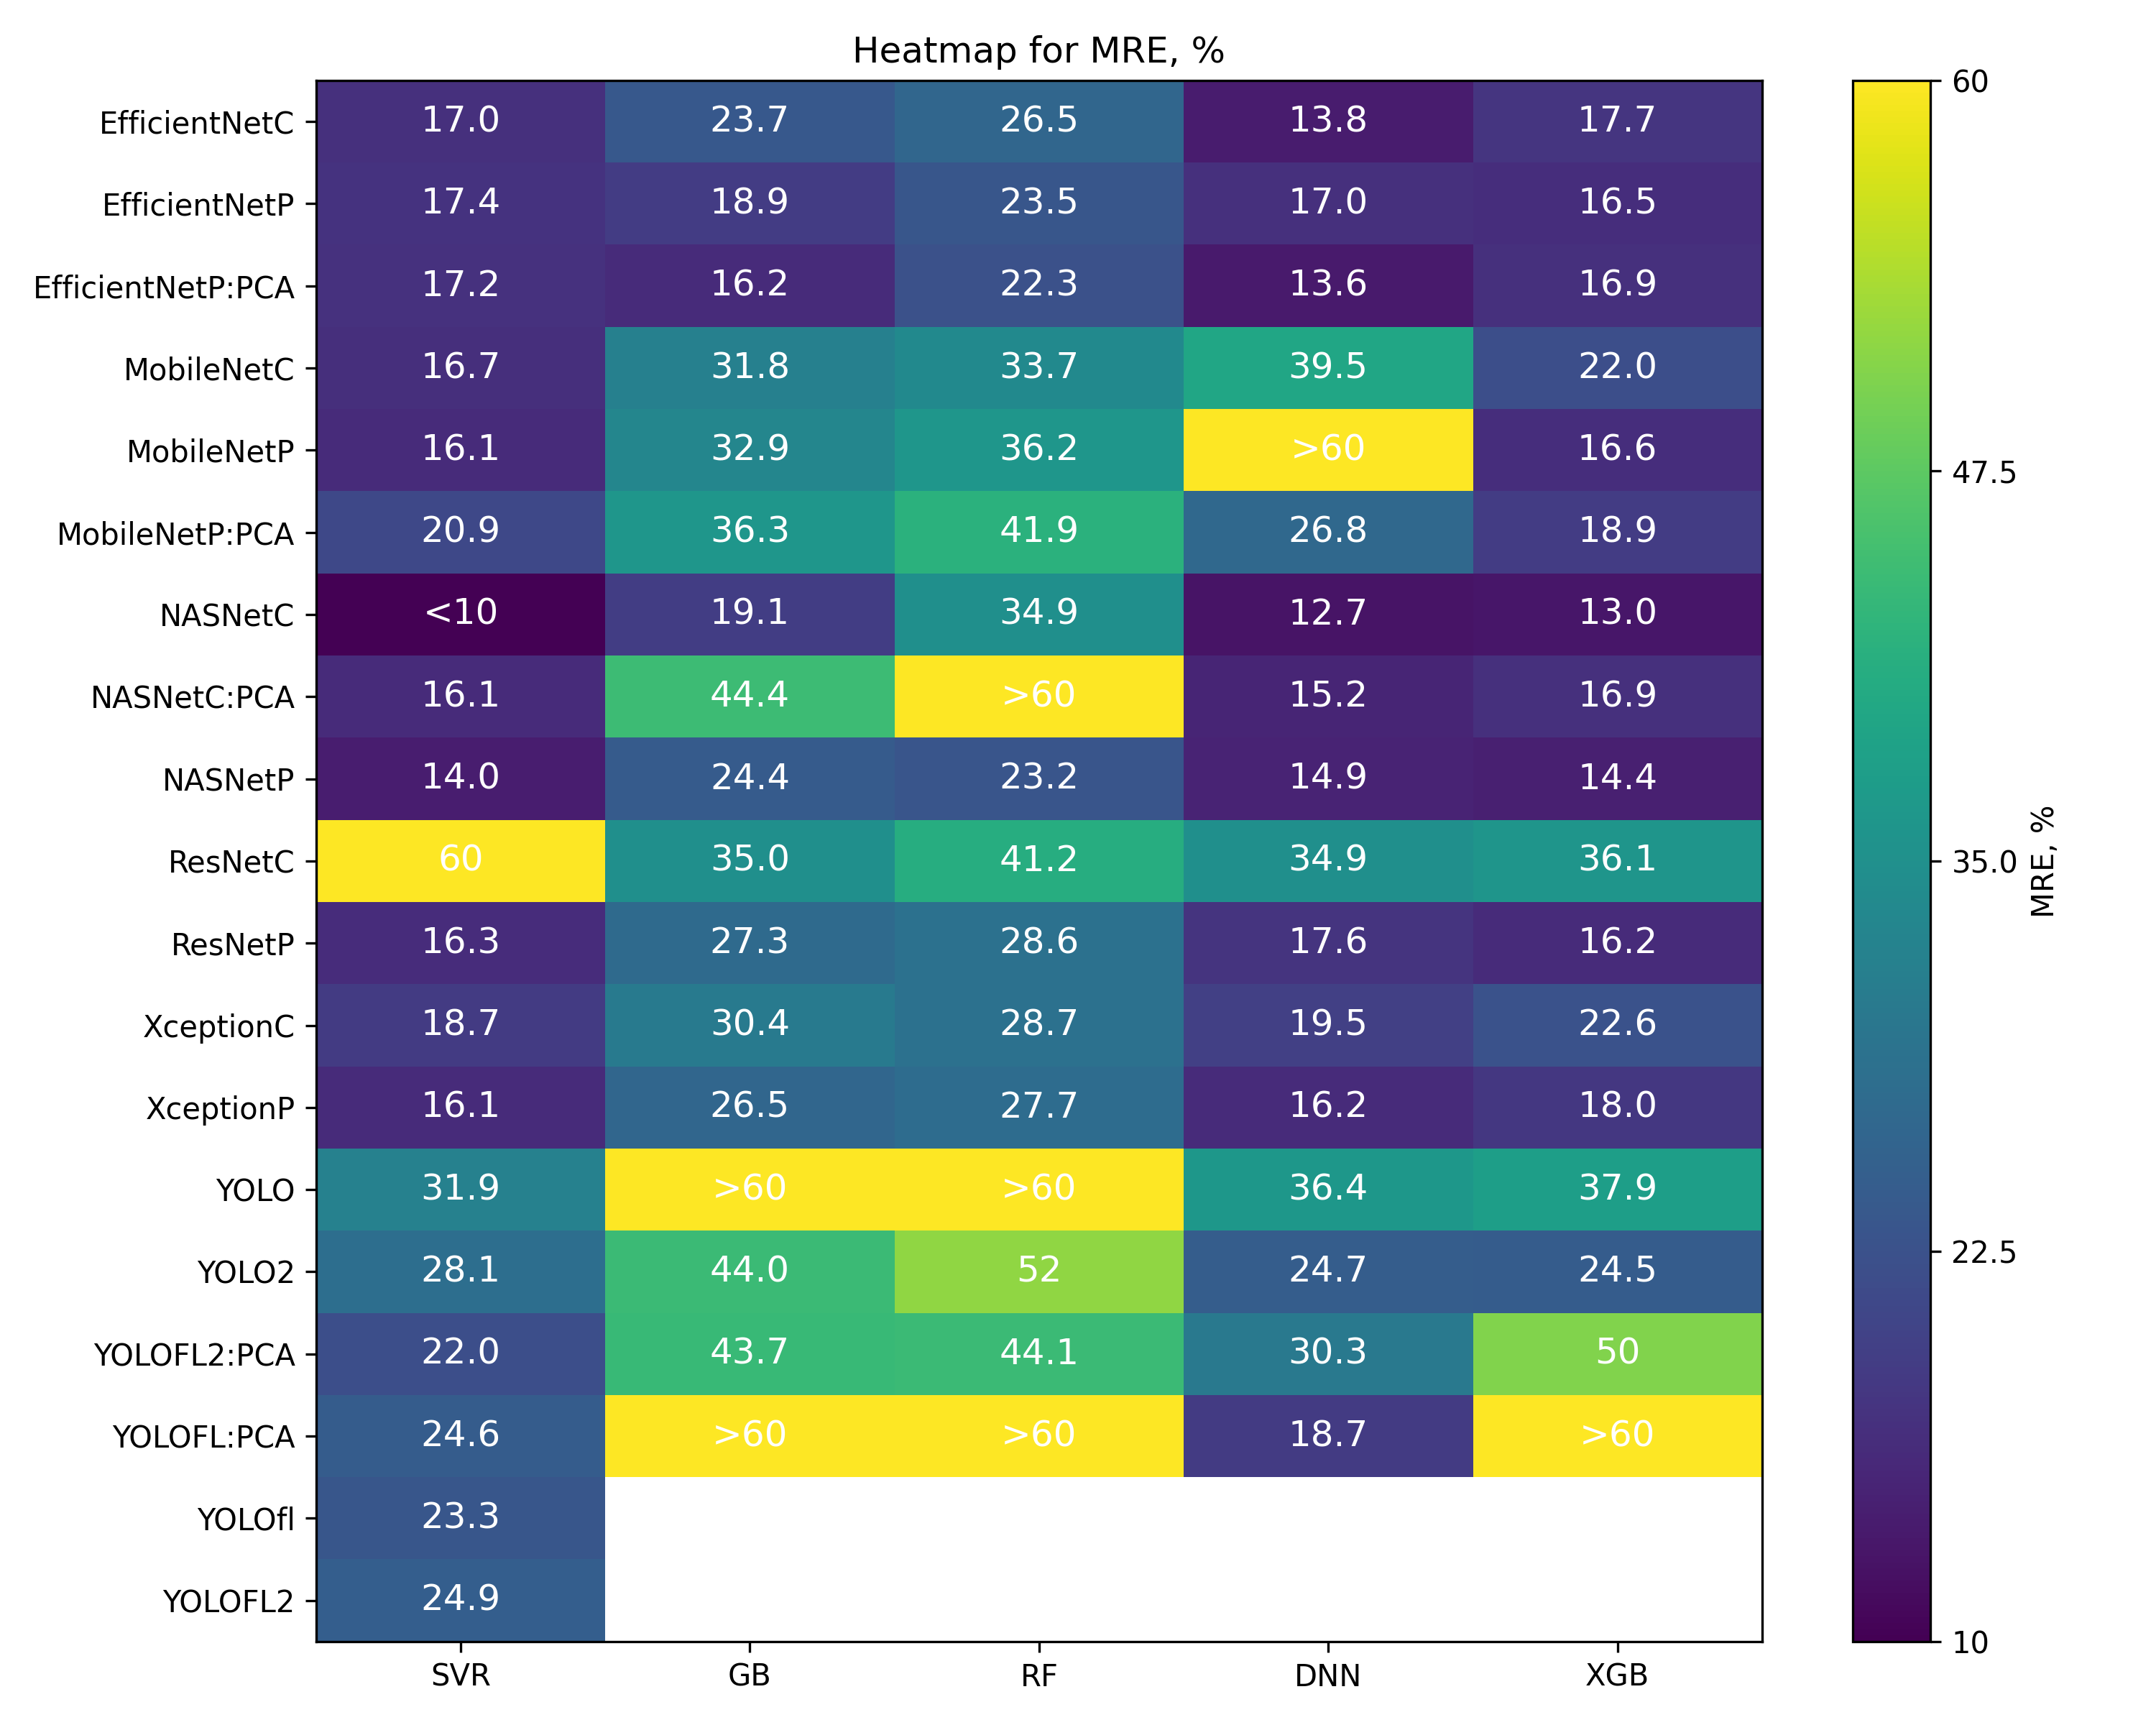 Heatmap for MRE, %
EfficientNetC 17.0 23.7 26.5 13.8 17.7
EfficientNetP 17.4 18.9 23.5 17.0 16.5
EfficientNetP:PCA 17.2 16.2 22.3 13.6 16.9
MobileNetC 16.7 31.8 33.7 39.5 22.0
MobileNetP 16.1 32.9 36.2 >60 16.6
MobileNetP:PCA 20.9 36.3 41.9 26.8 18.9
NASNetC <10 19.1 34.9 12.7 13.0
NASNetC:PCA 16.1 44.4 >60 15.2 16.9
NASNetP 14.0 24.4 23.2 14.9 14.4
ResNetC 60 35.0 41.2 34.9 36.1
ResNetP 16.3 27.3 28.6 17.6 16.2
XceptionC 18.7 30.4 28.7 19.5 22.6
XceptionP 16.1 26.5 27.7 16.2 18.0
YOLO 31.9 >60 >60 36.4 37.9
YOLO2 28.1 44.0 52 24.7 24.5
YOLOFL2:PCA 22.0 43.7 44.1 30.3 50
YOLOFL:PCA 24.6 >60 >60 18.7 >60
YOLOfl 23.3
YOLOFL2 24.9
SVR GB RF DNN XGB
60
47.5
35.0
22.5
10
MRE, %